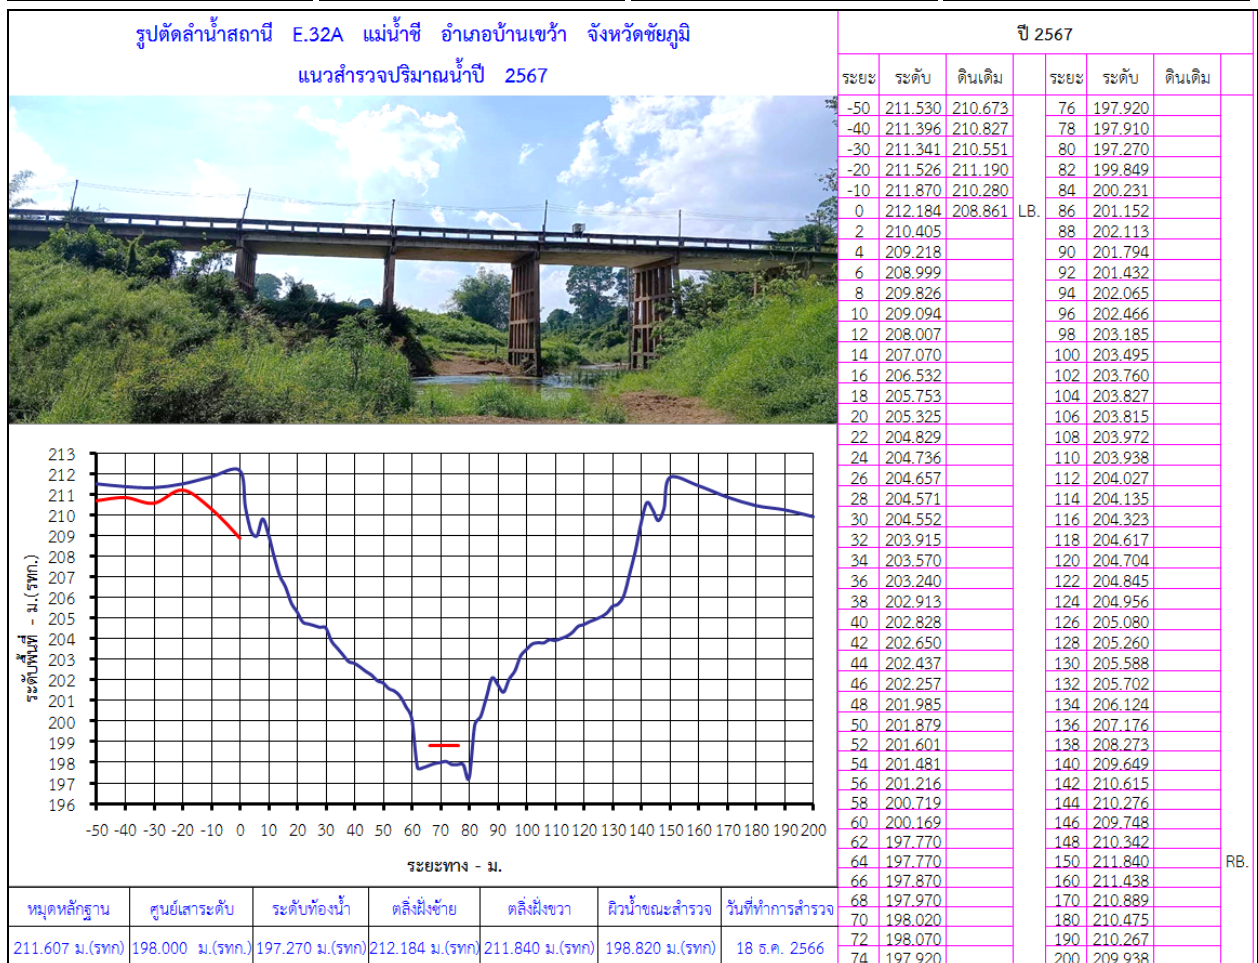 รูปตัดลำน้ำสถานี E.32A แม่น้ำชี อำเภอบ้านเขว้า จังหวัดชัยภูมิ
แนวสำรวจปริมาณน้ำปี 2567
213
212
211
210
209
208
207
206
205
204
203
202
201
200
199
198
197
196
ระดับพื้นที่ - ม.(รทก.)
-50 -40 -30 -20 -10 0 10 20 30 40 50 60 70 80 90 100 110 120 130 140 150 160 170 180 190 200
ระยะทาง - ม.
หมุดหลักฐาน ศูนย์เสาระดับ ระดับท้องน้ำ ตลิ่งฝั่งซ้าย ตลิ่งฝั่งขวา ผิวน้ำขณะสำรวจ วันที่ทำการสำรวจ
211.607 ม.(รทก) 198.000 ม.(รทก.) 197.270 ม.(รทก) 212.184 ม.(รทก) 211.840 ม.(รทก) 198.820 ม.(รทก) 18 ธ.ค. 2566
ปี 2567
ระยะ ระดับ ดินเดิม ระยะ ระดับ ดินเดิม
-50 211.530 210.673 76 197.920
-40 211.396 210.827 78 197.910
-30 211.341 210.551 80 197.270
-20 211.526 211.190 82 199.849
-10 211.870 210.280 84 200.231
0 212.184 208.861 LB. 86 201.152
2 210.405 88 202.113
4 209.218 90 201.794
6 208.999 92 201.432
8 209.826 94 202.065
10 209.094 96 202.466
12 208.007 98 203.185
14 207.070 100 203.495
16 206.532 102 203.760
18 205.753 104 203.827
20 205.325 106 203.815
22 204.829 108 203.972
24 204.736 110 203.938
26 204.657 112 204.027
28 204.571 114 204.135
30 204.552 116 204.323
32 203.915 118 204.617
34 203.570 120 204.704
36 203.240 122 204.845
38 202.913 124 204.956
40 202.828 126 205.080
42 202.650 128 205.260
44 202.437 130 205.588
46 202.257 132 205.702
48 201.985 134 206.124
50 201.879 136 207.176
52 201.601 138 208.273
54 201.481 140 209.649
56 201.216 142 210.615
58 200.719 144 210.276
60 200.169 146 209.748
62 197.770 148 210.342
64 197.770 150 211.840 RB.
66 197.870 160 211.438
68 197.970 170 210.889
70 198.020 180 210.475
72 198.070 190 210.267
74 197.920 200 209.938